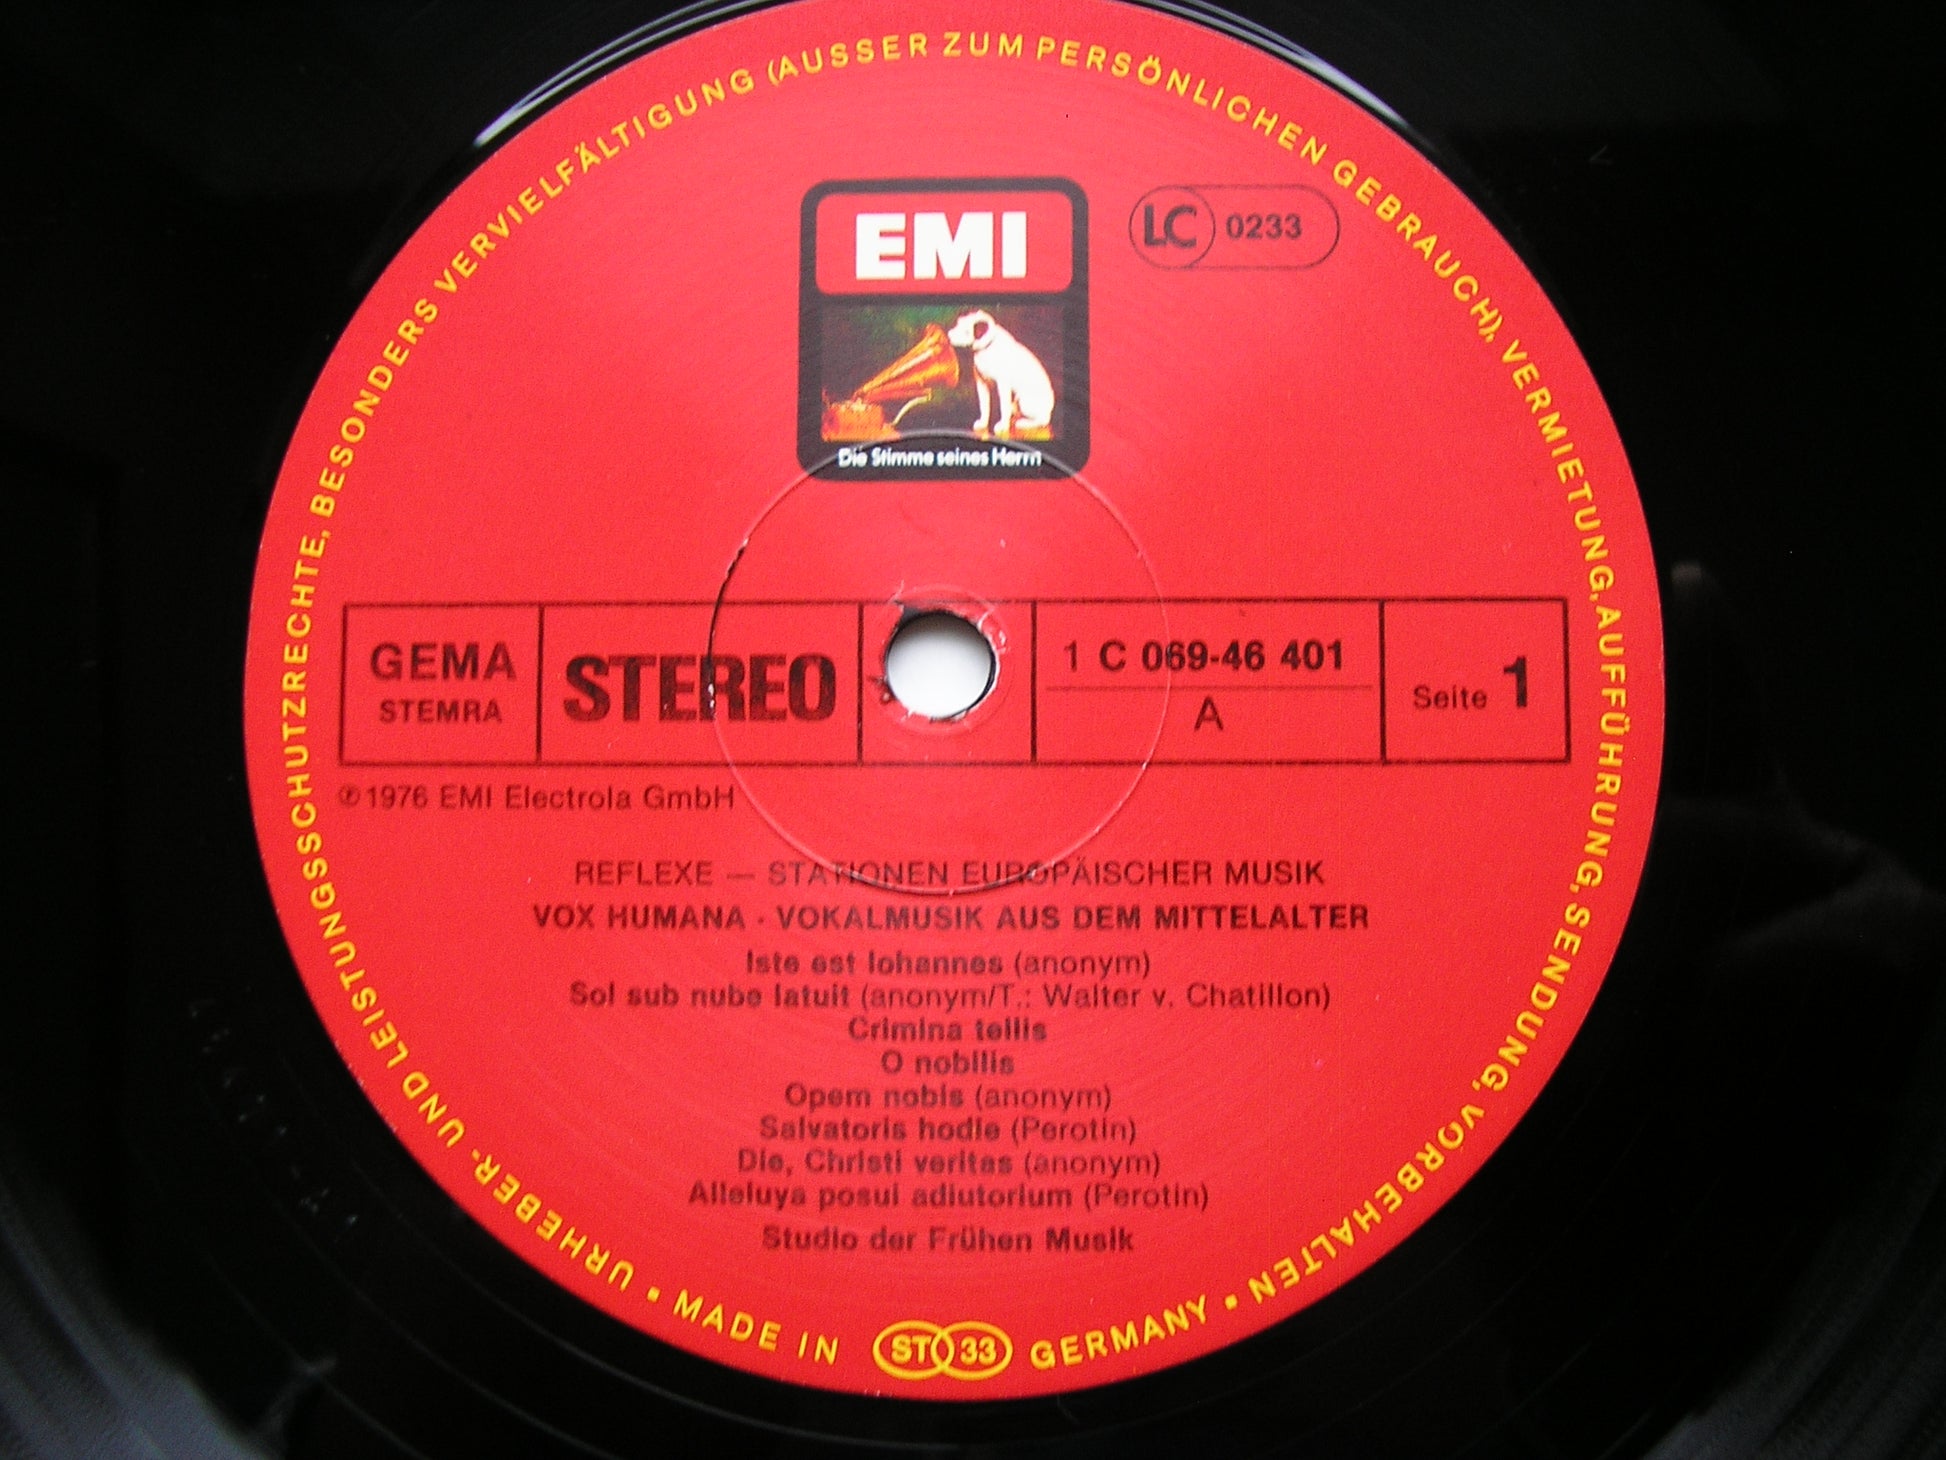 URHEBER- UND LEISTUNGSSCHUTZRECHTE, BESONDERS VERVIELFÄLTIGUNG (AUSSER ZUM PERSÖNLICHEN GEBRAUCH), VERMIETUNG, AUFFÜHRUNG, SENDUNG, VORBEHALTEN
EMI
LC 0233
Die Stimme seines Herrn
GEMA
STEMRA
STEREO
1 C 069-46 401
A
Seite 1
℗ 1976 EMI Electrola GmbH
REFLEXE — STATIONEN EUROPÄISCHER MUSIK
VOX HUMANA · VOKALMUSIK AUS DEM MITTELALTER
Iste est Iohannes (anonym)
Sol sub nube latuit (anonym/T.: Walter v. Chatillon)
Crimina tellis
O nobilis
Opem nobis (anonym)
Salvatoris hodie (Perotin)
Die, Christi veritas (anonym)
Alleluya posui adiutorium (Perotin)
Studio der Frühen Musik
MADE IN ST 33 GERMANY